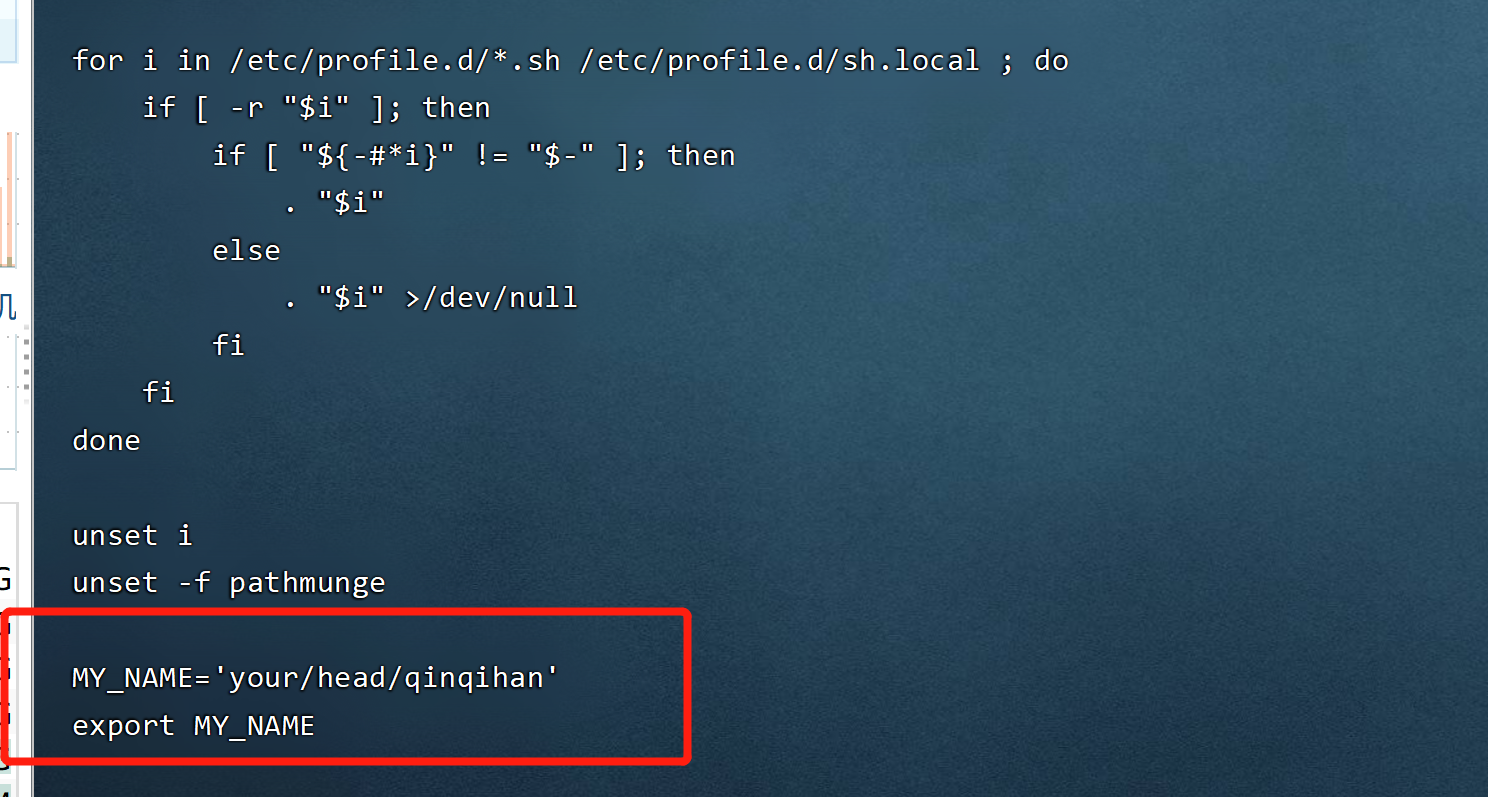 for i in /etc/profile.d/*.sh /etc/profile.d/sh.local ; do
    if [ -r "$i" ]; then
        if [ "${-#*i}" != "$-" ]; then
            . "$i"
        else
            . "$i" >/dev/null
        fi
    fi
done
unset i
unset -f pathmunge
MY_NAME='your/head/qinqihan'
export MY_NAME